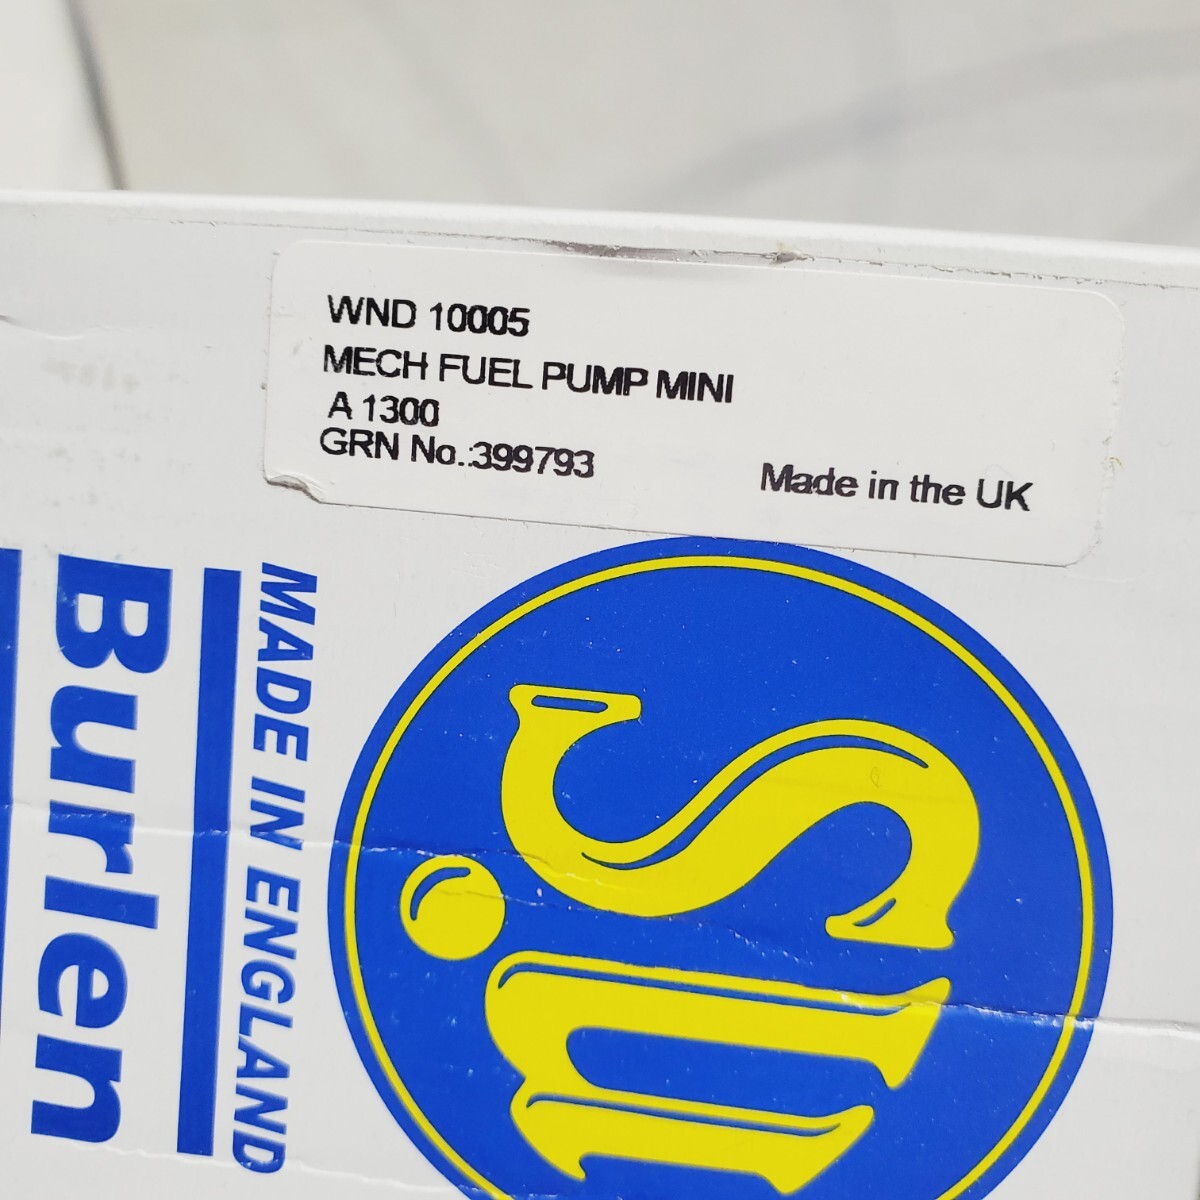 WND 10005
MECH FUEL PUMP MINI
A 1300
GRN No.:399793
Made in the UK
MADE IN ENGLAND
Burlen
S.U